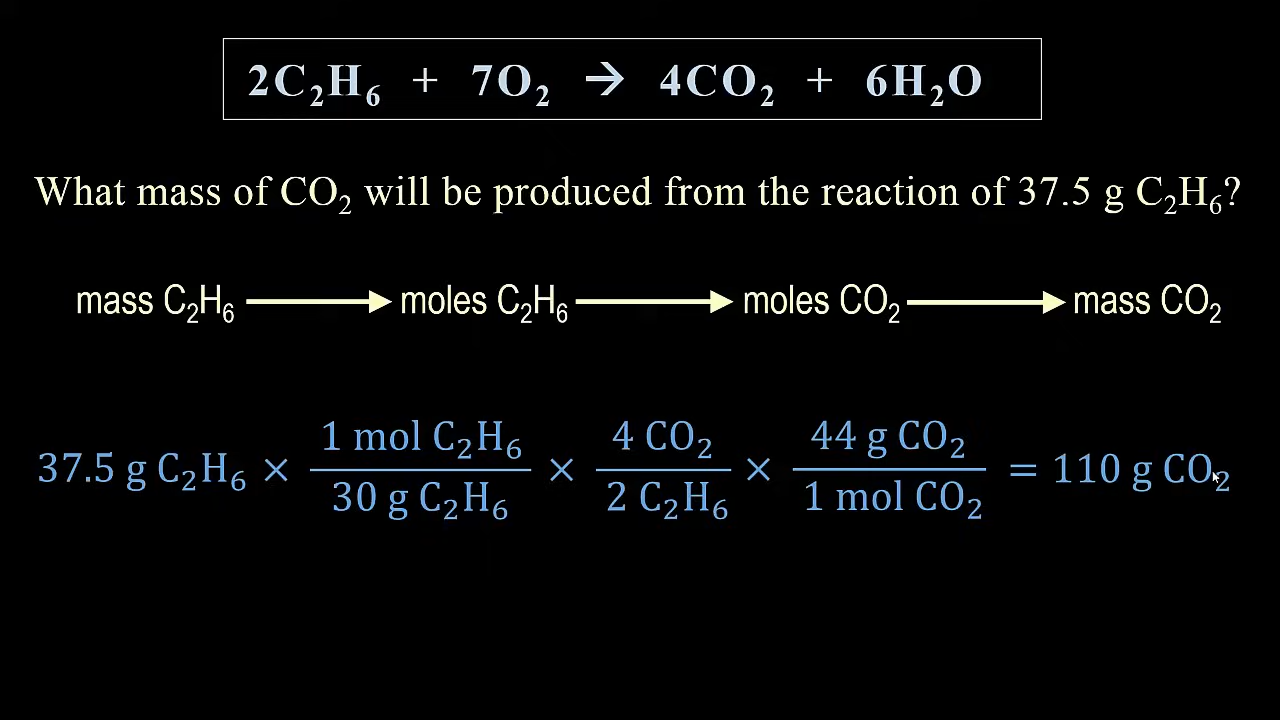 2C₂H₆ + 7O₂ → 4CO₂ + 6H₂O
What mass of CO₂ will be produced from the reaction of 37.5 g C₂H₆?
mass C₂H₆ → moles C₂H₆ → moles CO₂ → mass CO₂
37.5 g C₂H₆ × 1 mol C₂H₆ / 30 g C₂H₆ × 4 CO₂ / 2 C₂H₆ × 44 g CO₂ / 1 mol CO₂ = 110 g CO₂